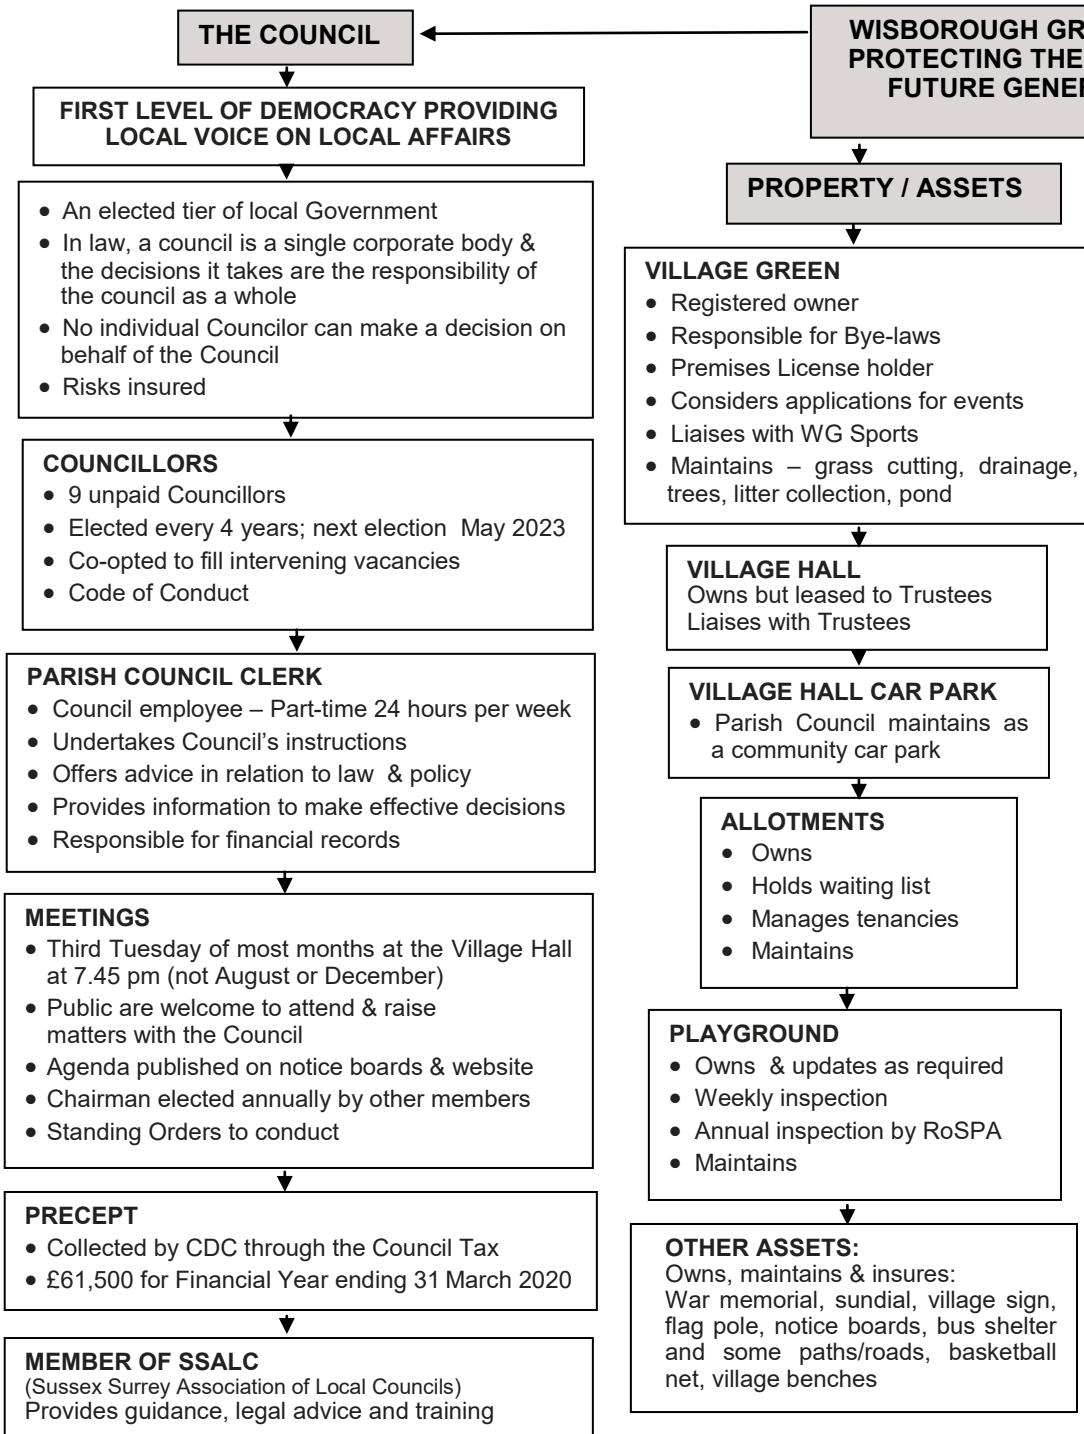 THE COUNCIL
FIRST LEVEL OF DEMOCRACY PROVIDING
LOCAL VOICE ON LOCAL AFFAIRS
• An elected tier of local Government
• In law, a council is a single corporate body &
the decisions it takes are the responsibility of
the council as a whole
• No individual Councilor can make a decision on
behalf of the Council
• Risks insured
COUNCILLORS
• 9 unpaid Councillors
• Elected every 4 years; next election May 2023
• Co-opted to fill intervening vacancies
• Code of Conduct
PARISH COUNCIL CLERK
• Council employee – Part-time 24 hours per week
• Undertakes Council’s instructions
• Offers advice in relation to law & policy
• Provides information to make effective decisions
• Responsible for financial records
MEETINGS
• Third Tuesday of most months at the Village Hall
at 7.45 pm (not August or December)
• Public are welcome to attend & raise
matters with the Council
• Agenda published on notice boards & website
• Chairman elected annually by other members
• Standing Orders to conduct
PRECEPT
• Collected by CDC through the Council Tax
• £61,500 for Financial Year ending 31 March 2020
MEMBER OF SSALC
(Sussex Surrey Association of Local Councils)
Provides guidance, legal advice and training
WISBOROUGH GR
PROTECTING THE
FUTURE GENE
PROPERTY / ASSETS
VILLAGE GREEN
• Registered owner
• Responsible for Bye-laws
• Premises License holder
• Considers applications for events
• Liaises with WG Sports
• Maintains – grass cutting, drainage,
trees, litter collection, pond
VILLAGE HALL
Owns but leased to Trustees
Liaises with Trustees
VILLAGE HALL CAR PARK
• Parish Council maintains as
a community car park
ALLOTMENTS
• Owns
• Holds waiting list
• Manages tenancies
• Maintains
PLAYGROUND
• Owns & updates as required
• Weekly inspection
• Annual inspection by RoSPA
• Maintains
OTHER ASSETS:
Owns, maintains & insures:
War memorial, sundial, village sign,
flag pole, notice boards, bus shelter
and some paths/roads, basketball
net, village benches